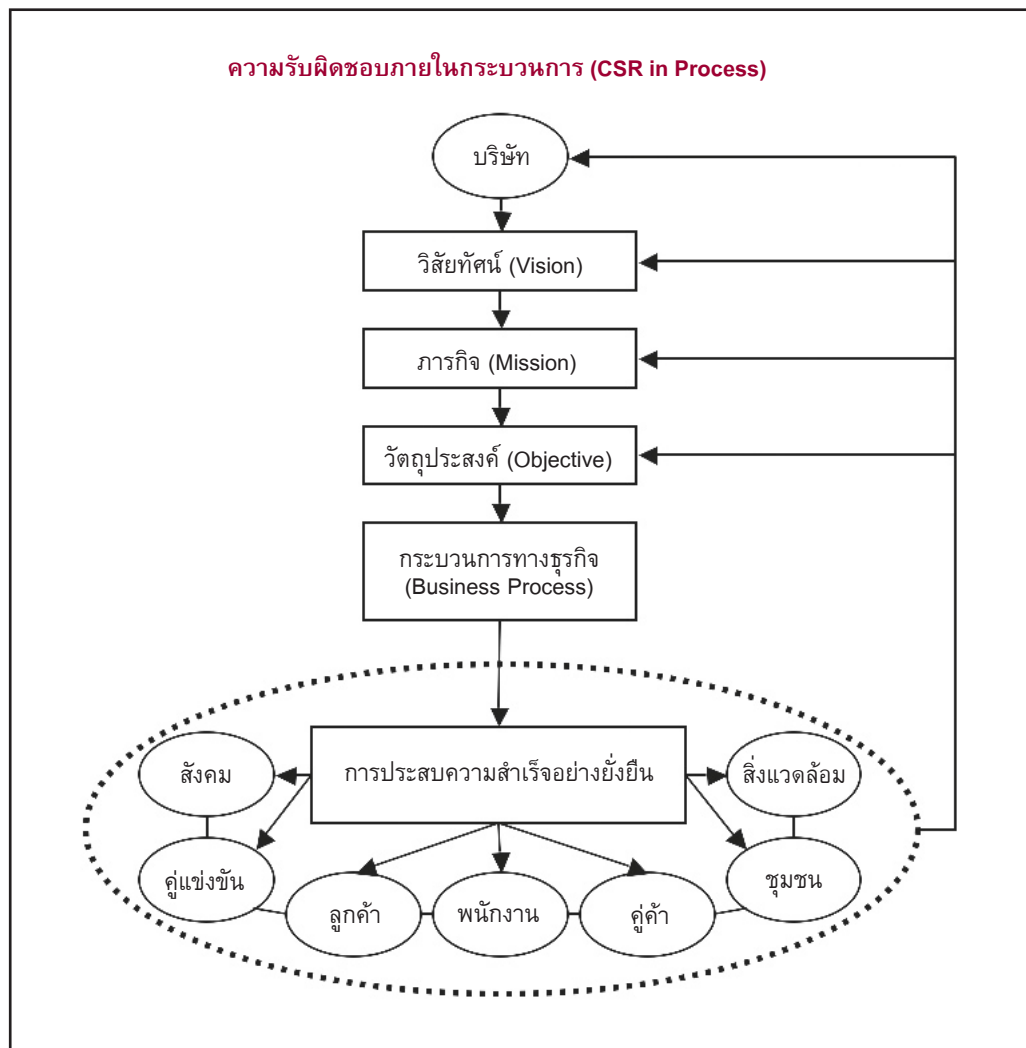 ความรับผิดชอบภายในกระบวนการ (CSR in Process)
บริษัท
วิสัยทัศน์ (Vision)
ภารกิจ (Mission)
วัตถุประสงค์ (Objective)
กระบวนการทางธุรกิจ
(Business Process)
การประสบความสำเร็จอย่างยั่งยืน
สังคม
สิ่งแวดล้อม
คู่แข่งขัน
ชุมชน
ลูกค้า
พนักงาน
คู่ค้า